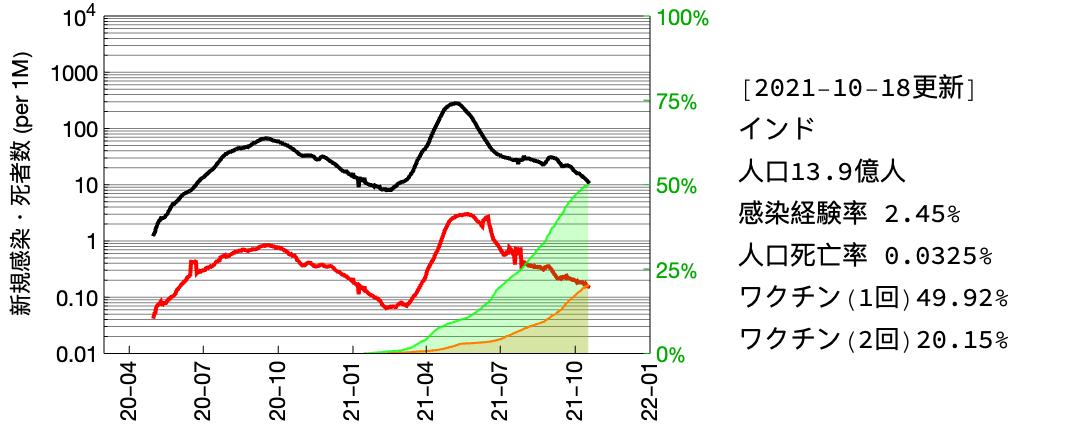 新規感染・死者数 (per 1M)
10^4
1000
100
10
1
0.10
0.01
100%
75%
50%
25%
0%
20-04
20-07
20-10
21-01
21-04
21-07
21-10
22-01
[2021-10-18更新]
インド
人口13.9億人
感染経験率 2.45%
人口死亡率 0.0325%
ワクチン(1回)49.92%
ワクチン(2回)20.15%